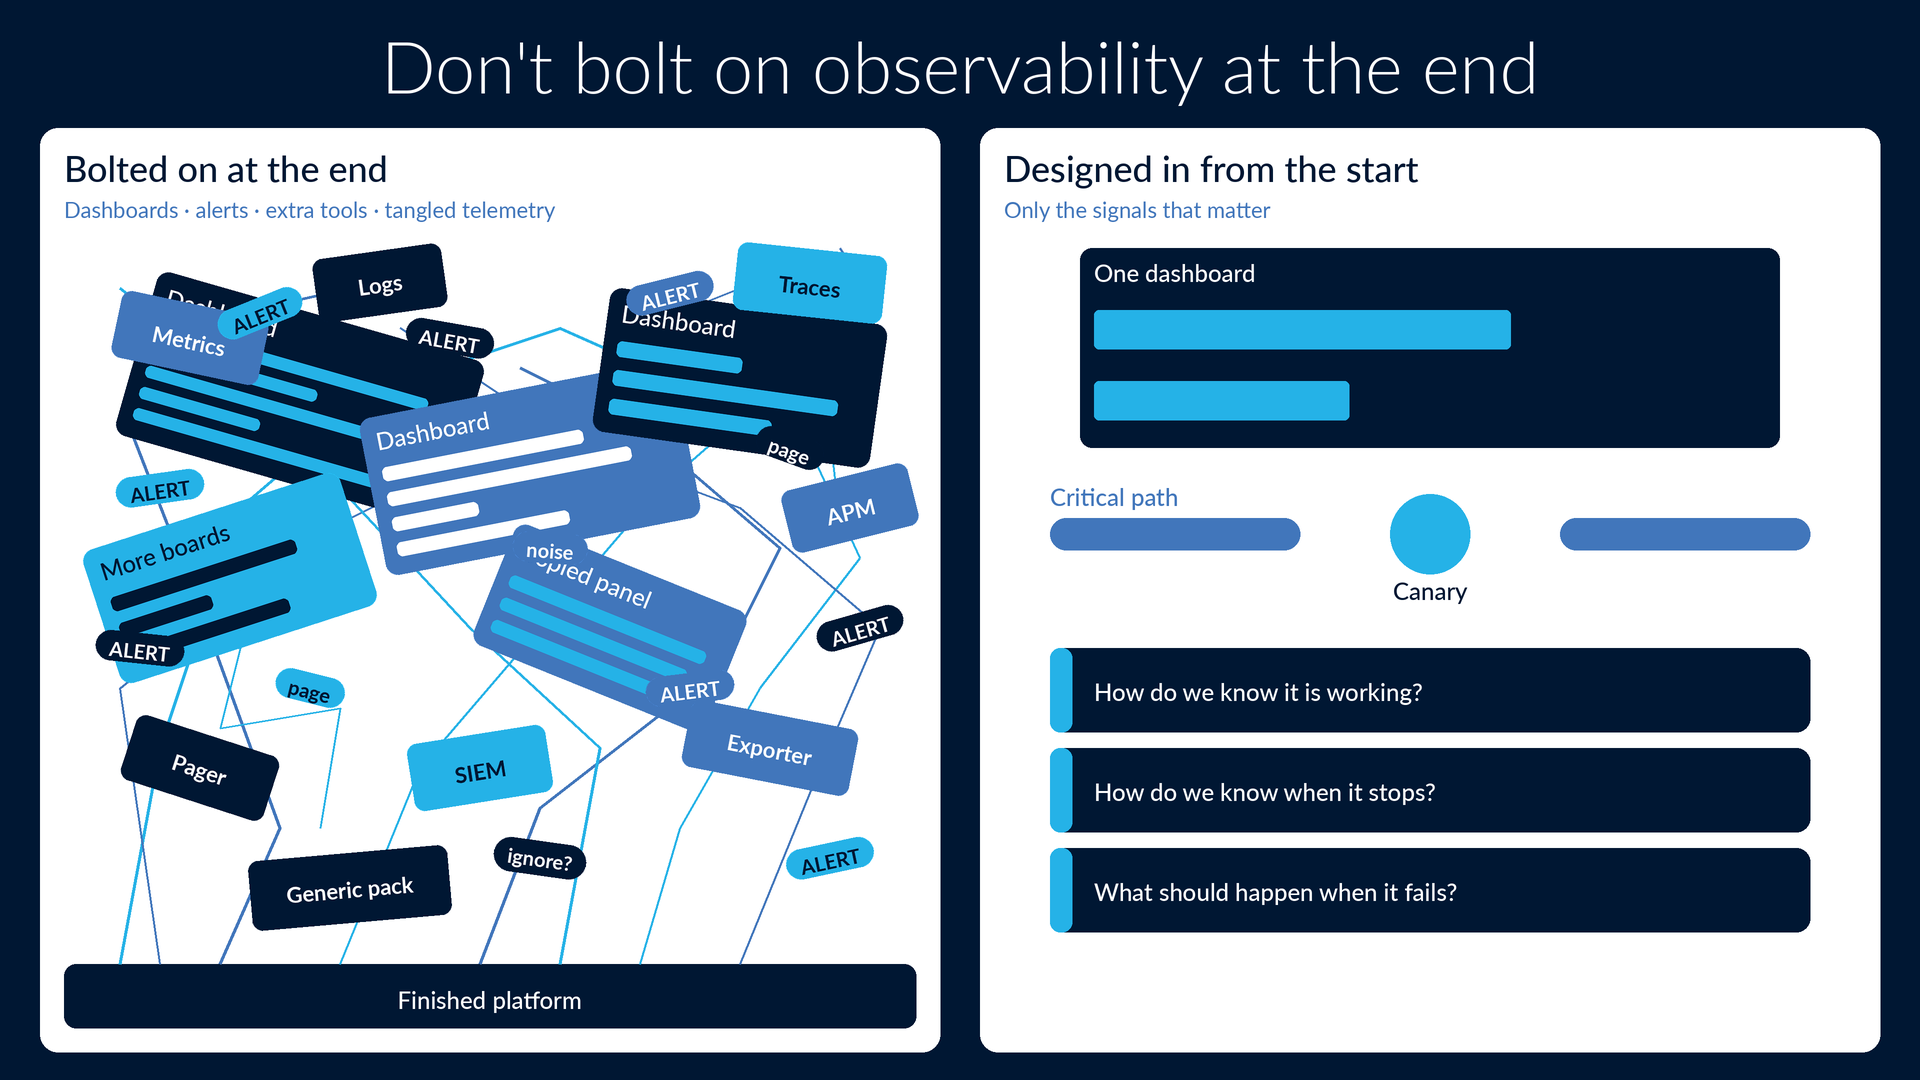 Don't bolt on observability at the end
Bolted on at the end
Dashboards · alerts · extra tools · tangled telemetry
Logs
Traces
ALERT
Metrics
ALERT
ALERT
Dashboard
Dashboard
page
ALERT
APM
More boards
noise
panel
ALERT
ALERT
page
ALERT
Pager
SIEM
Exporter
ignore?
ALERT
Generic pack
Finished platform
Designed in from the start
Only the signals that matter
One dashboard
Critical path
Canary
How do we know it is working?
How do we know when it stops?
What should happen when it fails?